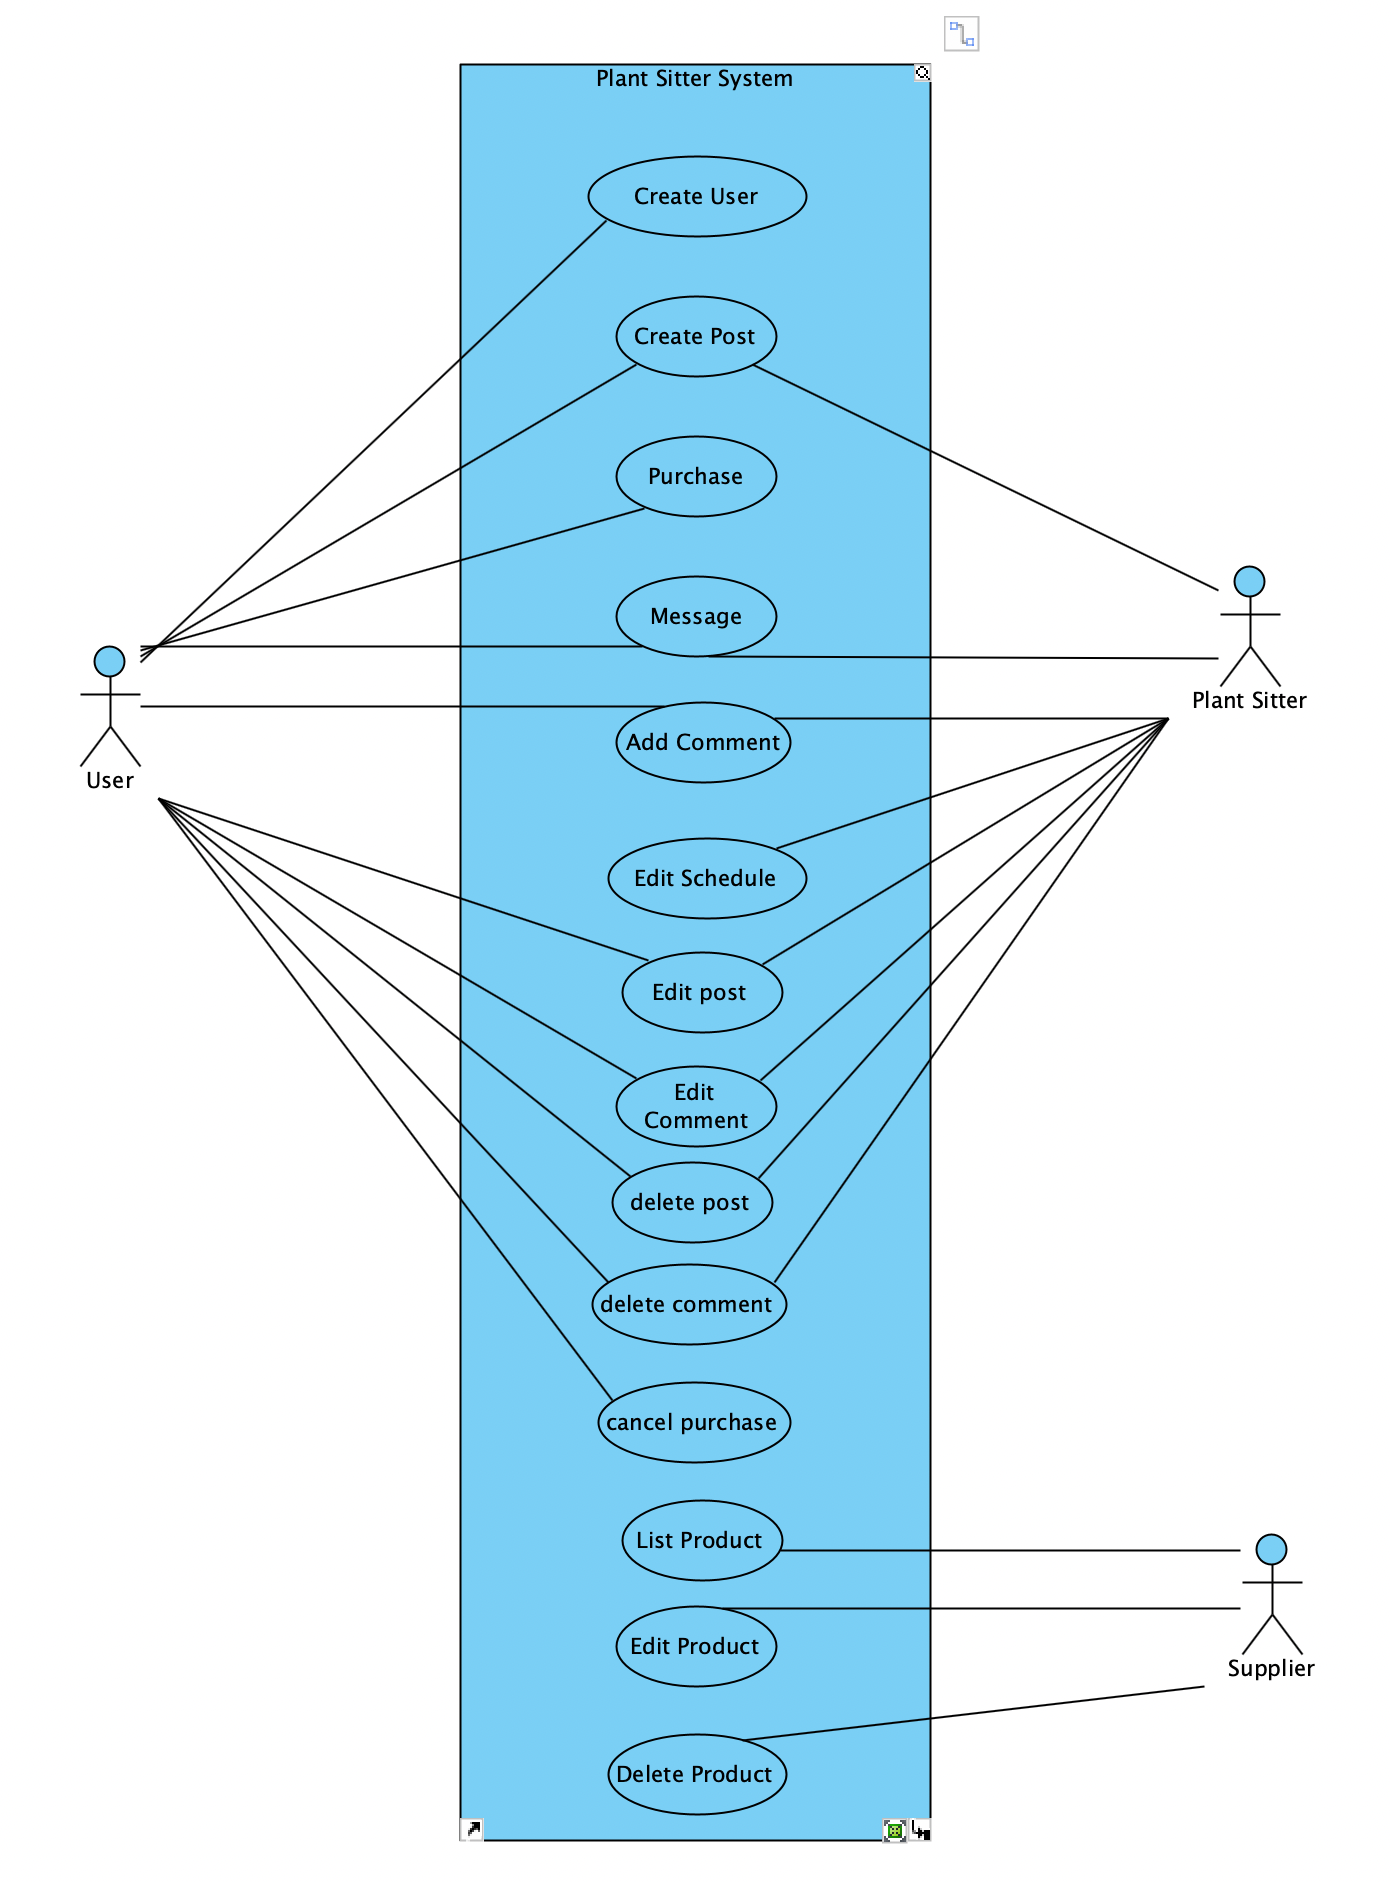 Plant Sitter System
Create User
Create Post
Purchase
Message
Plant Sitter
Add Comment
User
Edit Schedule
Edit post
Edit
Comment
delete post
delete comment
cancel purchase
List Product
Edit Product
Supplier
Delete Product